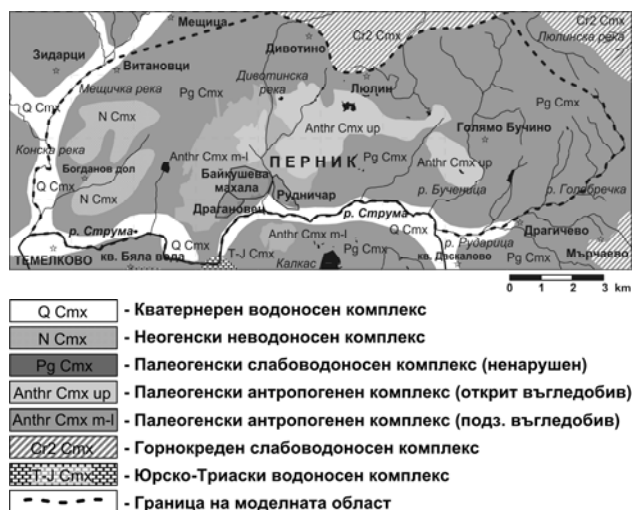 Мещица
Cr2 Cmx
Люлинска река
Зидарци
Дивотино
Cr2 Cmx
Витановци
Дивотинска река
Люлин
Мещичка река
Pg Cmx
Pg Cmx
Q Cmx
N Cmx
Anthr Cmx up
Голямо Бучино
Конска река
Anthr Cmx m-l
ПЕРНИК
Pg Cmx
Anthr Cmx up
Богданов дол
Байкушева махала
Q Cmx
N Cmx
Рудничар
р. Бученица
р. Голобречка
Драгановец
р. Струма
р. Струма
Q Cmx
Драгичево
ТЕМЕЛКОВО
Q Cmx
Anthr Cmx m-l
р. Рударица
кв. Бяла вода
T-J Cmx
Калкас
Pg Cmx
кв. Даскалово
Pg Cmx
Мърчаево
0 1 2 3 km
Q Cmx - Кватернерен водоносен комплекс
N Cmx - Неогенски неводоносен комплекс
Pg Cmx - Палеогенски слабоводоносен комплекс (ненарушен)
Anthr Cmx up - Палеогенски антропогенен комплекс (открит въгледобив)
Anthr Cmx m-l - Палеогенски антропогенен комплекс (подз. въгледобив)
Cr2 Cmx - Горнокреден слабоводоносен комплекс
T-J Cmx - Юрско-Триаски водоносен комплекс
- Граница на моделната област